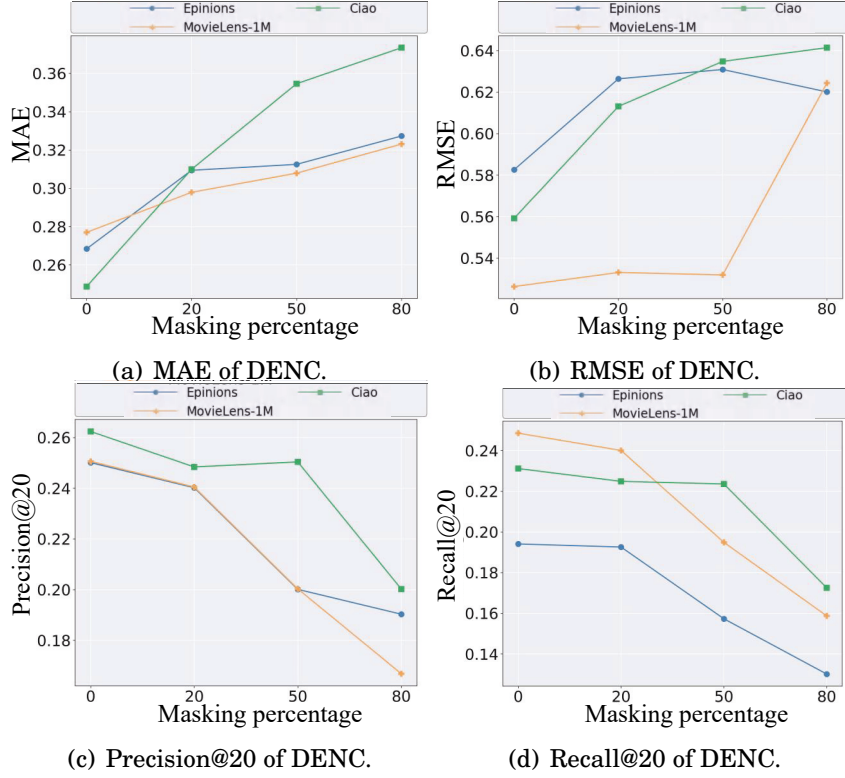 Epinions Ciao
MovieLens-1M
MAE
0.36
0.34
0.32
0.30
0.28
0.26
0 20 50 80
Masking percentage
(a) MAE of DENC.
Epinions Ciao
MovieLens-1M
RMSE
0.64
0.62
0.60
0.58
0.56
0.54
0 20 50 80
Masking percentage
(b) RMSE of DENC.
Epinions Ciao
MovieLens-1M
Precision@20
0.26
0.24
0.22
0.20
0.18
0 20 50 80
Masking percentage
(c) Precision@20 of DENC.
Epinions Ciao
MovieLens-1M
Recall@20
0.24
0.22
0.20
0.18
0.16
0.14
0 20 50 80
Masking percentage
(d) Recall@20 of DENC.